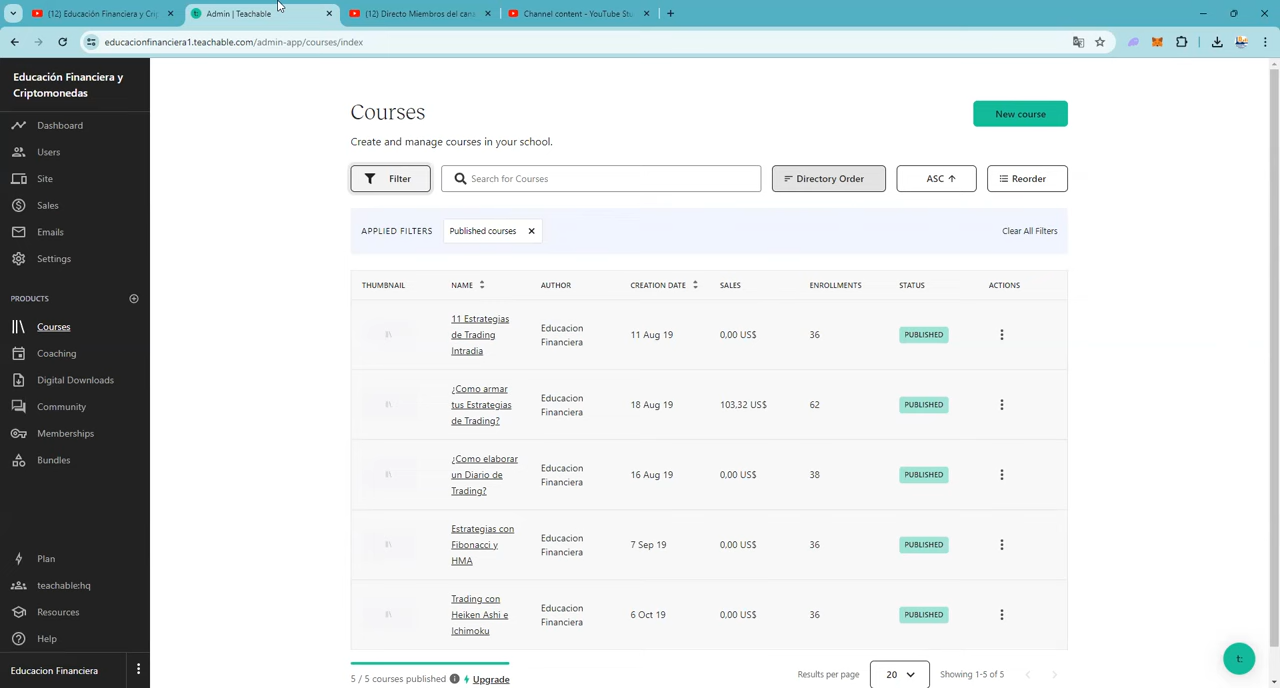 (12) Educación Financiera y Cri
Admin | Teachable
(12) Directo Miembros del cana
Channel content - YouTube Stu
educacionfinanciera1.teachable.com/admin-app/courses/index
Educación Financiera y
Criptomonedas
Dashboard
Users
Site
Sales
Emails
Settings
PRODUCTS
Courses
Coaching
Digital Downloads
Community
Memberships
Bundles
Plan
teachable:hq
Resources
Help
Educacion Financiera
Courses
New course
Create and manage courses in your school.
Filter
Search for Courses
Directory Order
ASC
Reorder
APPLIED FILTERS
Published courses
Clear All Filters
THUMBNAIL NAME AUTHOR CREATION DATE SALES ENROLLMENTS STATUS ACTIONS
11 Estrategias
de Trading
Intradia
Educacion
Financiera
11 Aug 19
0,00 US$
36
PUBLISHED
¿Como armar
tus Estrategias
de Trading?
Educacion
Financiera
18 Aug 19
103,32 US$
62
PUBLISHED
¿Como elaborar
un Diario de
Trading?
Educacion
Financiera
16 Aug 19
0,00 US$
38
PUBLISHED
Estrategias con
Fibonacci y
HMA
Educacion
Financiera
7 Sep 19
0,00 US$
36
PUBLISHED
Trading con
Heiken Ashi e
Ichimoku
Educacion
Financiera
6 Oct 19
0,00 US$
36
PUBLISHED
5 / 5 courses published
Upgrade
Results per page
20
Showing 1-5 of 5
t: